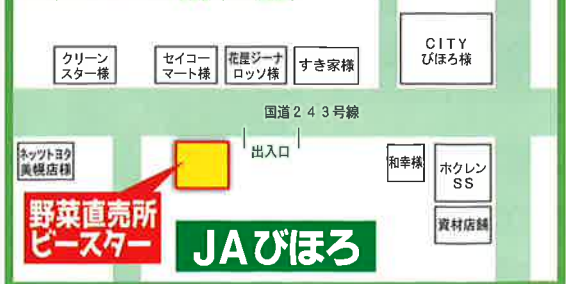 クリーン
スター様
セイコー
マート様
花屋ジーナ
ロッソ様
すき家様
CITY
びほろ様
国道243号線
出入口
ネッツトヨタ
美幌店様
和幸様
ホクレン
SS
資材店舗
野菜直売所
ビースター
JAびほろ